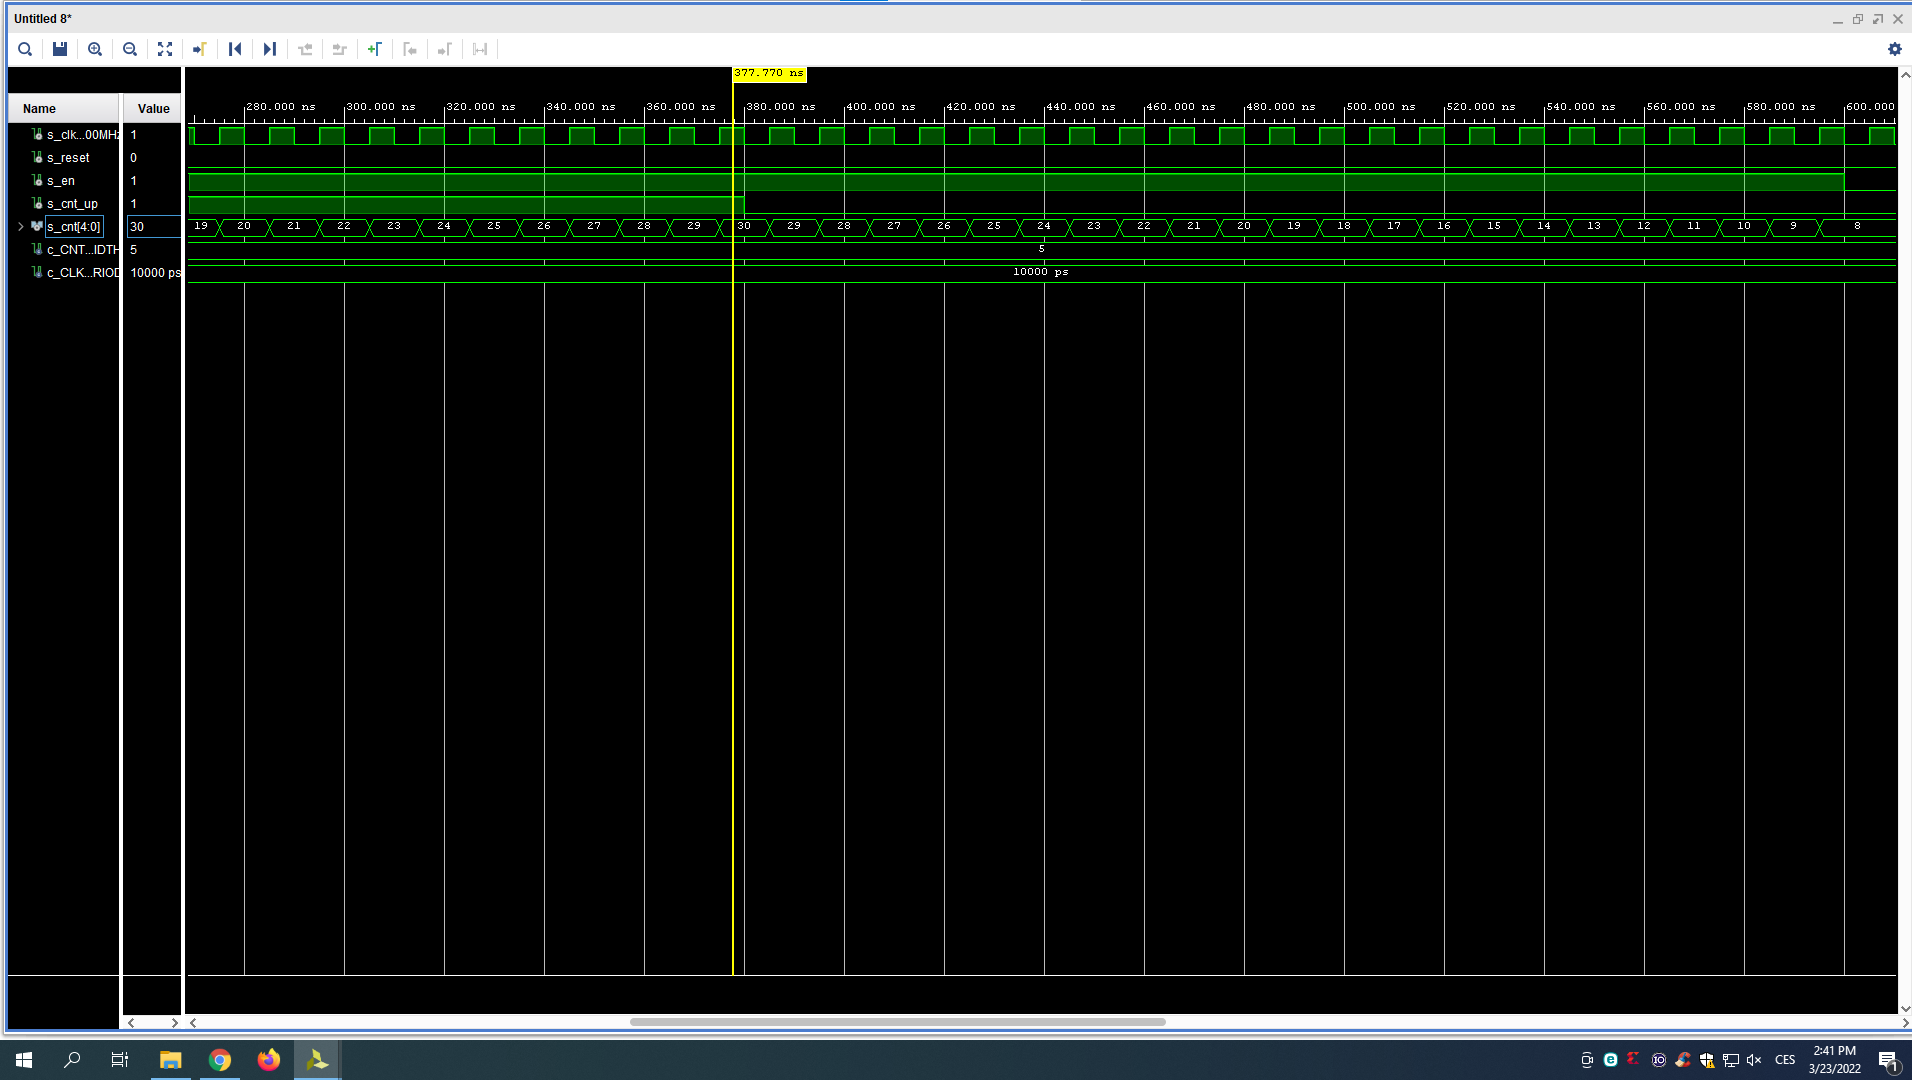 Untitled 8*
377.770 ns
Name Value
280.000 ns 300.000 ns 320.000 ns 340.000 ns 360.000 ns 380.000 ns 400.000 ns 420.000 ns 440.000 ns 460.000 ns 480.000 ns 500.000 ns 520.000 ns 540.000 ns 560.000 ns 580.000 ns 600.000
s_clk...00MHz 1
s_reset 0
s_en 1
s_cnt_up 1
s_cnt[4:0] 30 19 20 21 22 23 24 25 26 27 28 29 30 29 28 27 26 25 24 23 22 21 20 19 18 17 16 15 14 13 12 11 10 9 8
c_CNT...IDTH 5 5
c_CLK...RIOD 10000 ps 10000 ps
CES
2:41 PM
3/23/2022
1